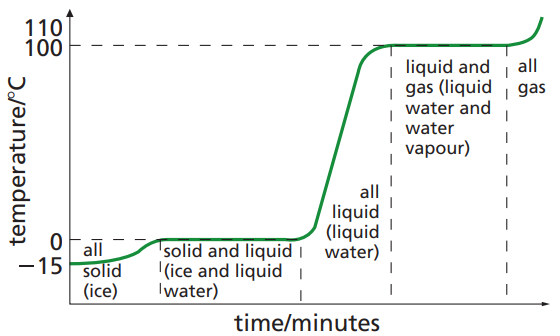 temperature/°C
110
100
0
−15
all
solid
(ice)
solid and liquid
(ice and liquid
water)
all
liquid
(liquid
water)
liquid and
gas (liquid
water and
water
vapour)
all
gas
time/minutes